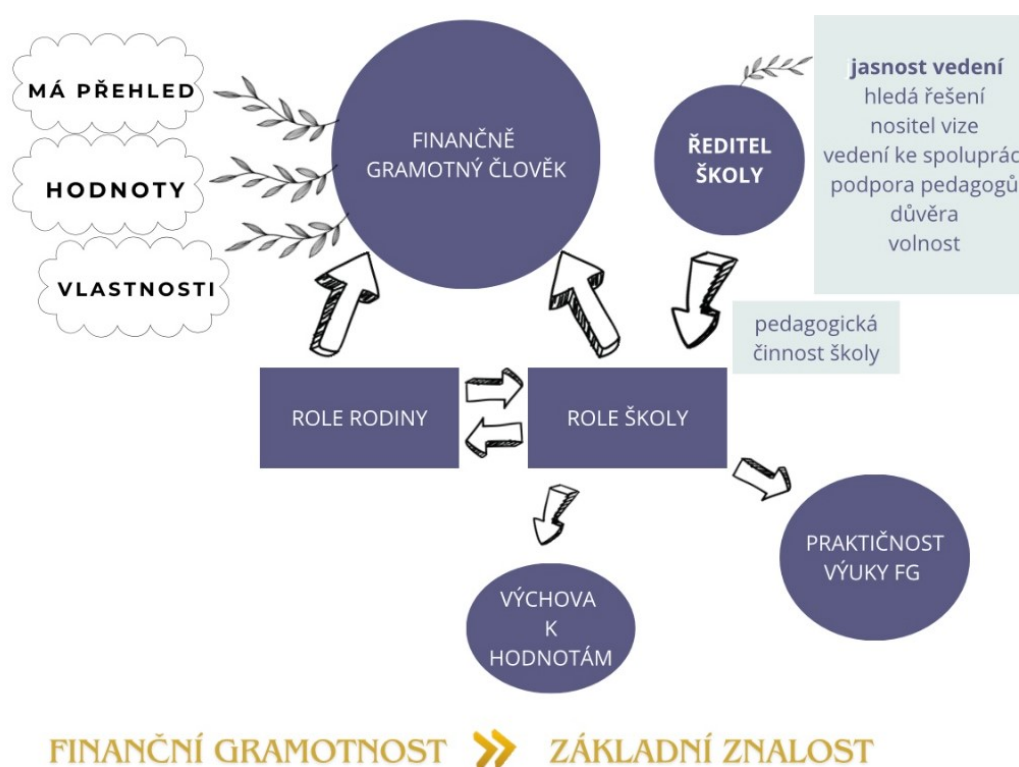 MÁ PŘEHLED
HODNOTY
VLASTNOSTI
FINANČNĚ
GRAMOTNÝ ČLOVĚK
ŘEDITEL
ŠKOLY
jasnost vedení
hledá řešení
nositel vize
vedení ke spoluprác
podpora pedagogů
důvěra
volnost
pedagogická
činnost školy
ROLE RODINY
ROLE ŠKOLY
PRAKTIČNOST
VÝUKY FG
VÝCHOVA
K
HODNOTÁM
FINANČNÍ GRAMOTNOST
ZÁKLADNÍ ZNALOST